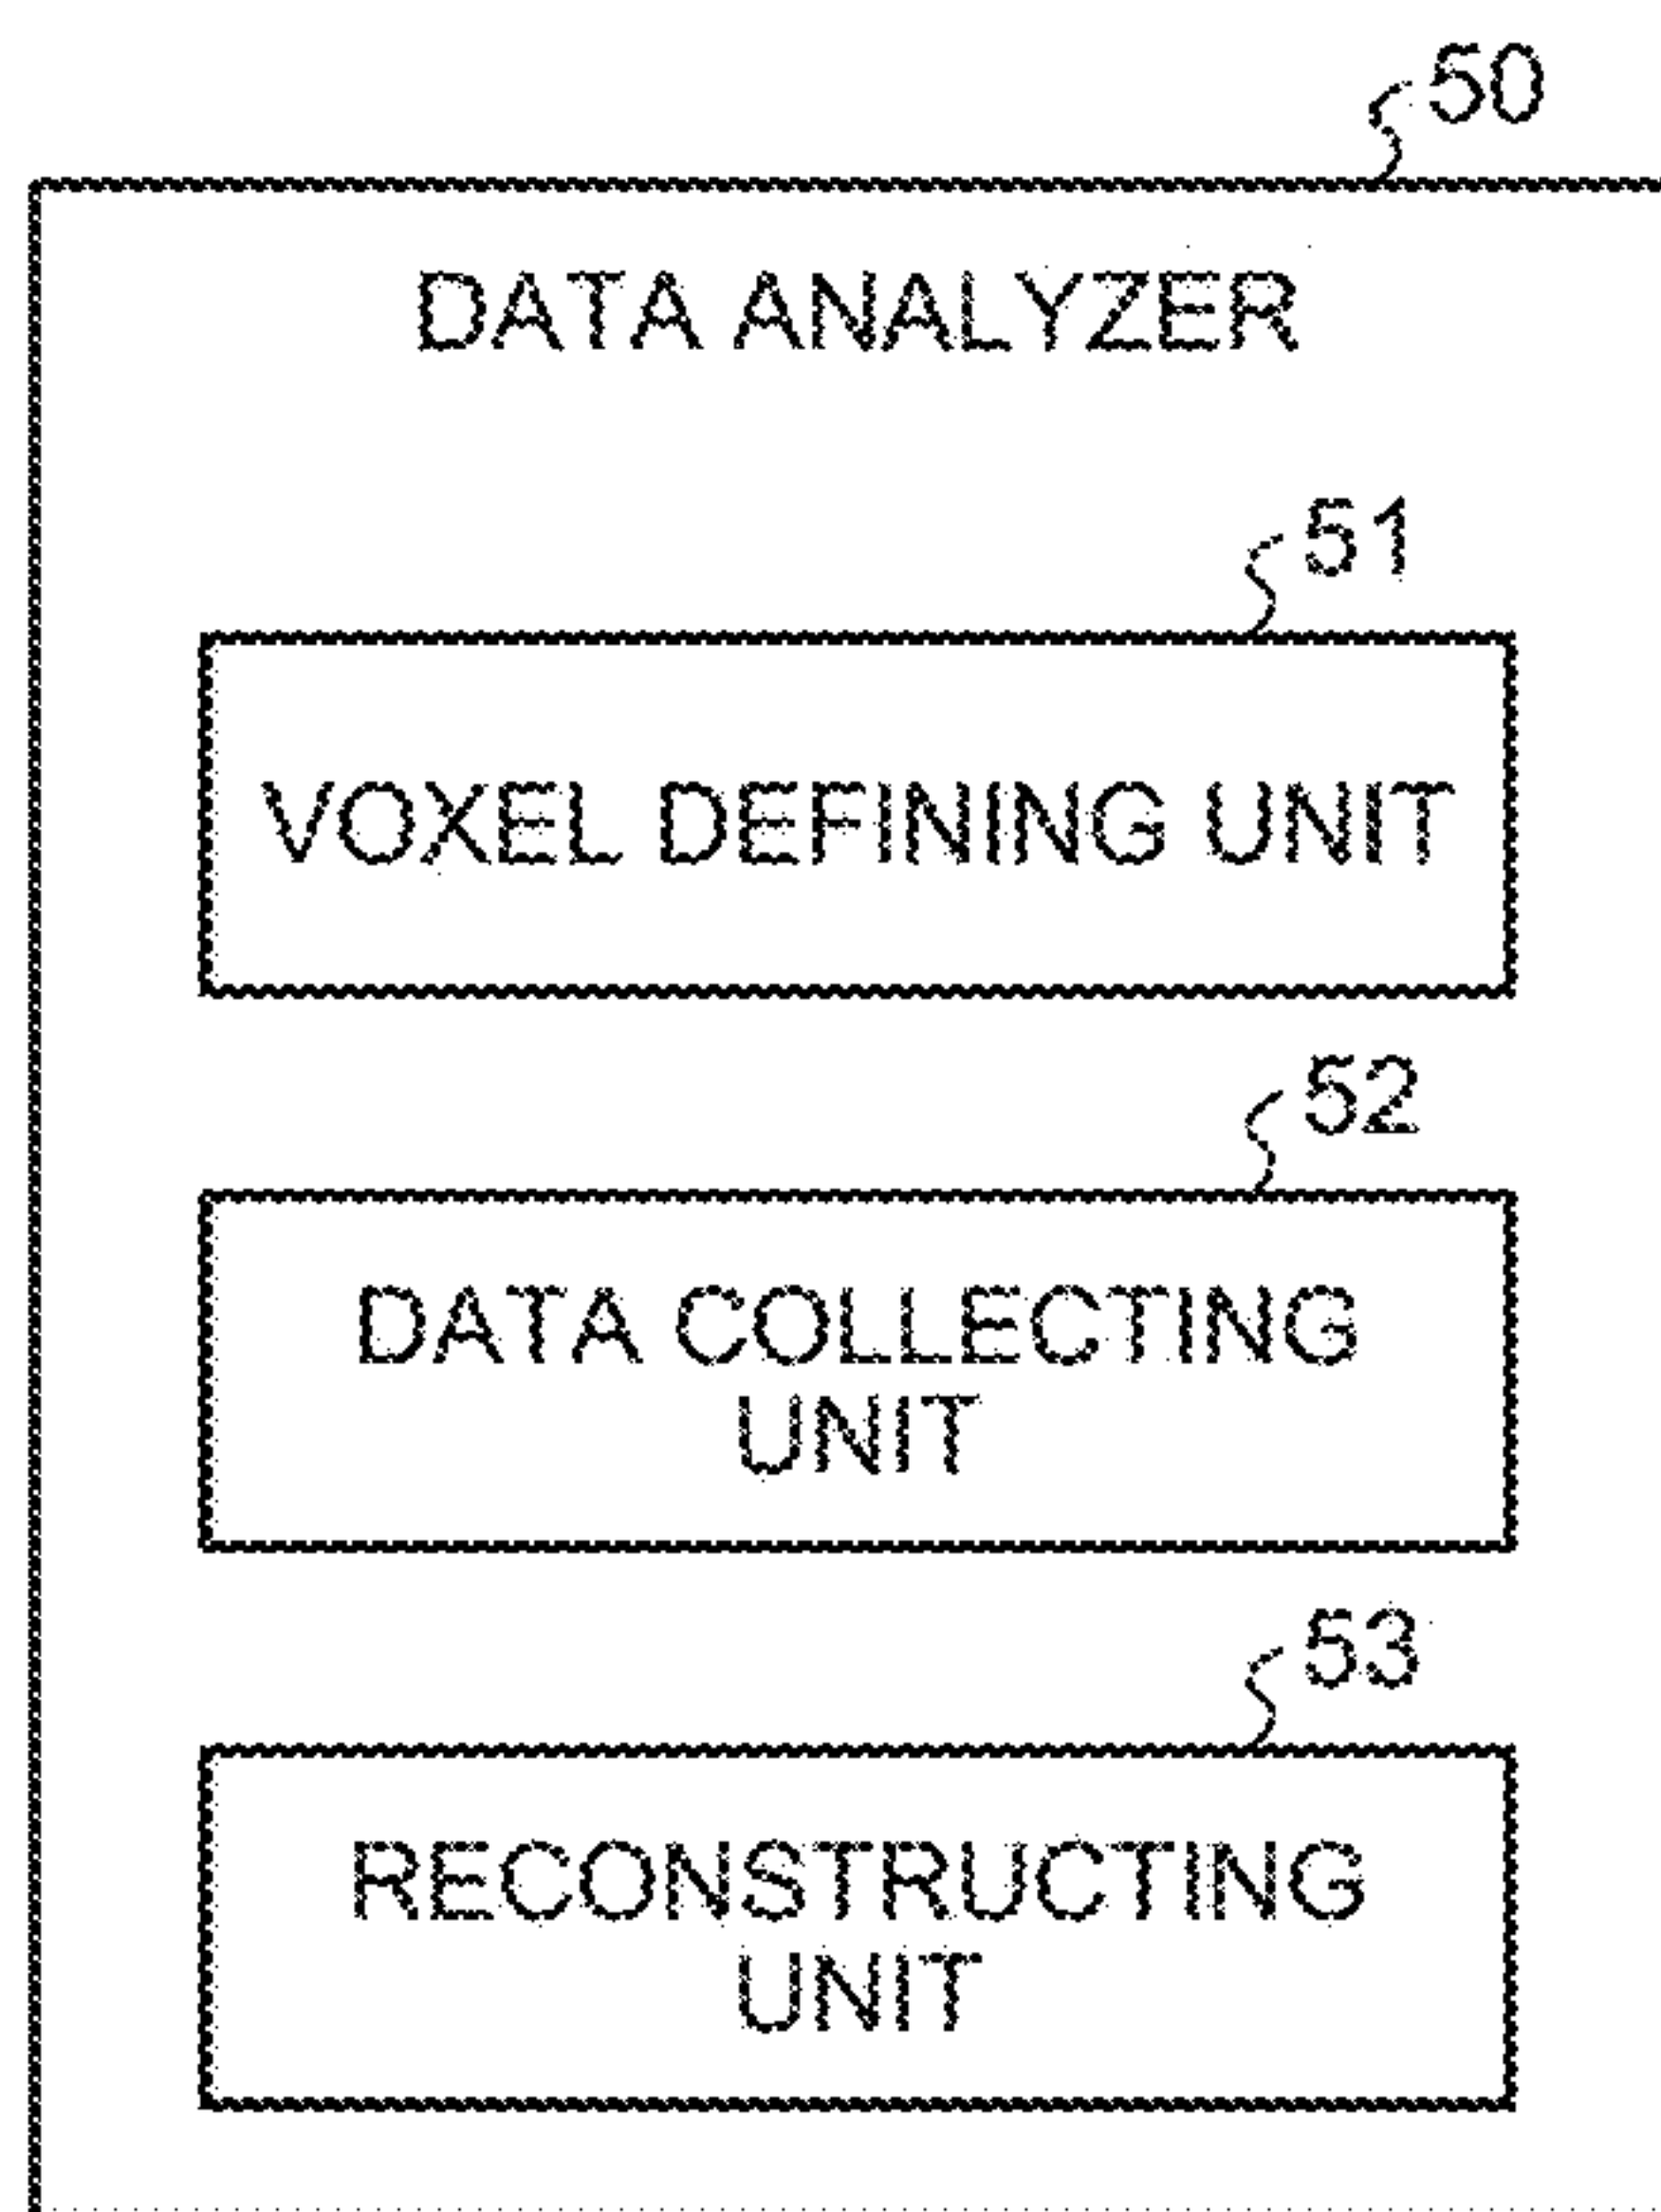 50
DATA ANALYZER
51
VOXEL DEFINING UNIT
52
DATA COLLECTING
UNIT
53
RECONSTRUCTING
UNIT